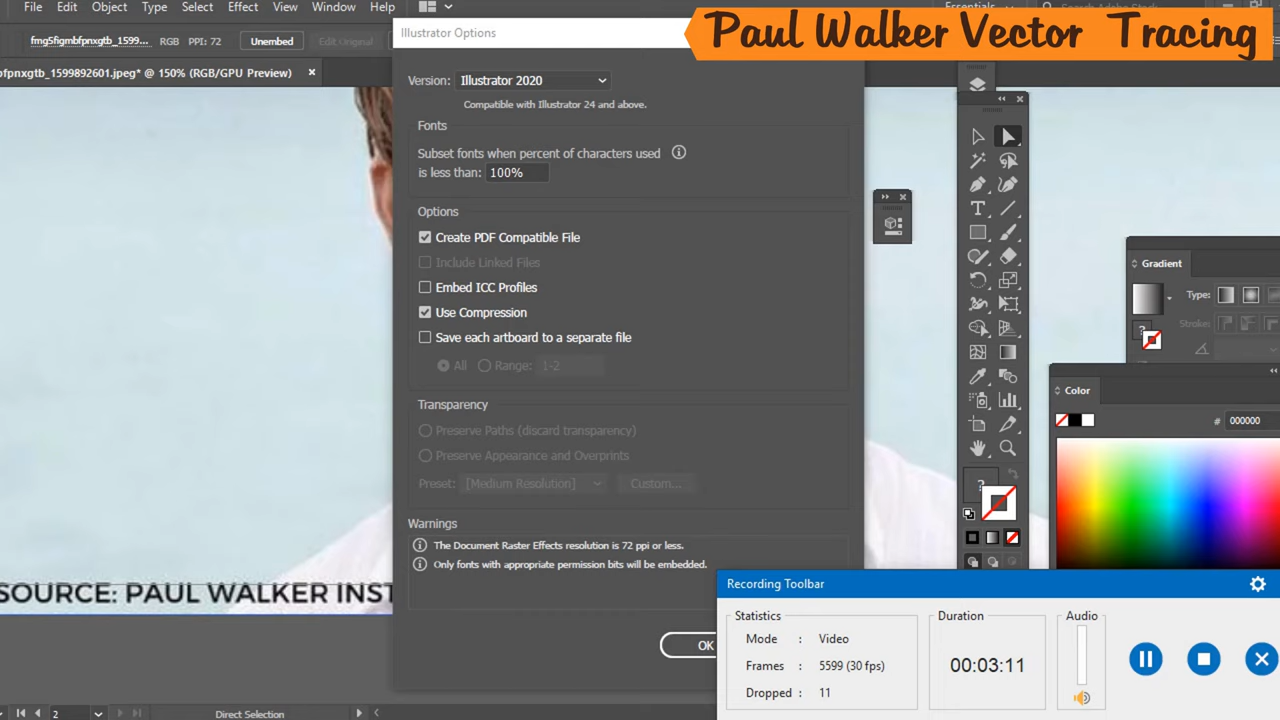 File Edit Object Type Select Effect View Window Help
Paul Walker Vector Tracing
fmg5figmbfpnxgtb_1599... RGB PPI: 72 Unembed Edit Original
Illustrator Options
bfpnxgtb_1599892601.jpeg* @ 150% (RGB/GPU Preview) ×
Version: Illustrator 2020
Compatible with Illustrator 24 and above.
Fonts
Subset fonts when percent of characters used
is less than: 100%
Options
Create PDF Compatible File
Include Linked Files
Embed ICC Profiles
Use Compression
Save each artboard to a separate file
All Range: 1-2
Transparency
Preserve Paths (discard transparency)
Preserve Appearance and Overprints
Preset: [Medium Resolution] Custom...
Warnings
The Document Raster Effects resolution is 72 ppi or less.
Only fonts with appropriate permission bits will be embedded.
OK
Gradient
Type:
Stroke:
Color
# 000000
SOURCE: PAUL WALKER INST
Recording Toolbar
Statistics
Mode : Video
Frames : 5599 (30 fps)
Dropped : 11
Duration
00:03:11
Audio
2 Direct Selection